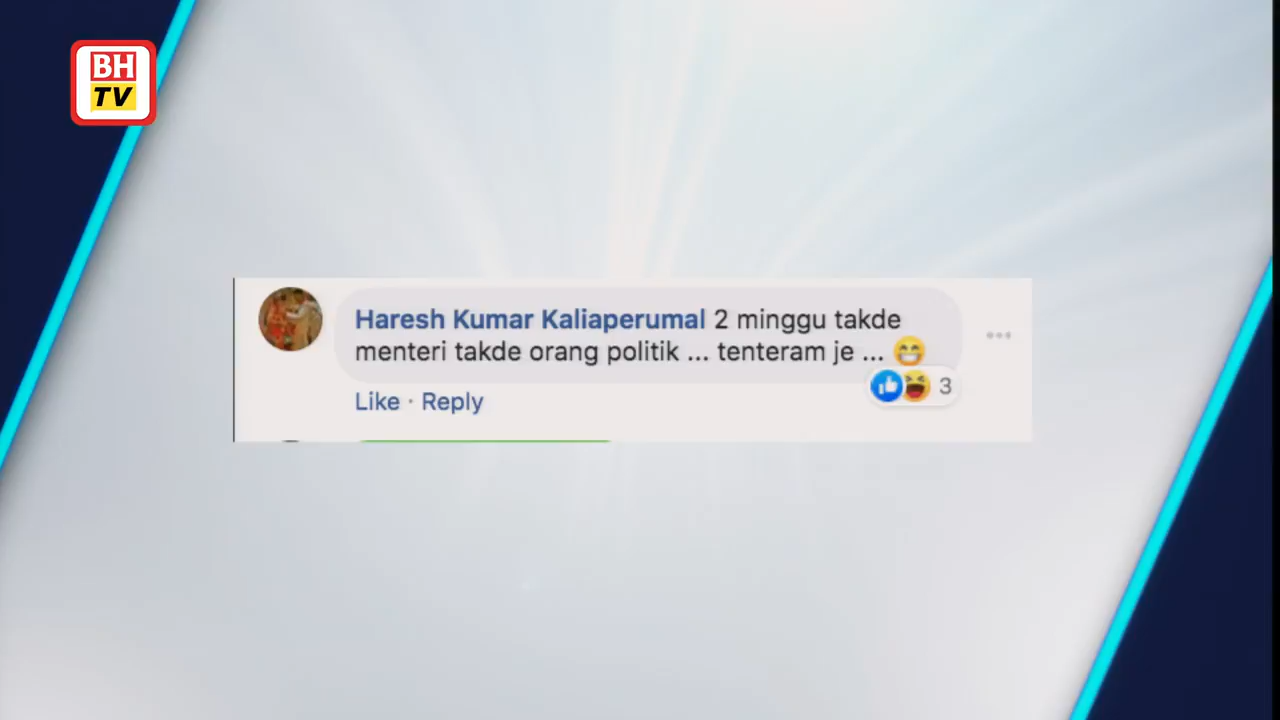 BH
TV
Haresh Kumar Kaliaperumal 2 minggu takde
menteri takde orang politik ... tenteram je ... 😁
3
Like · Reply